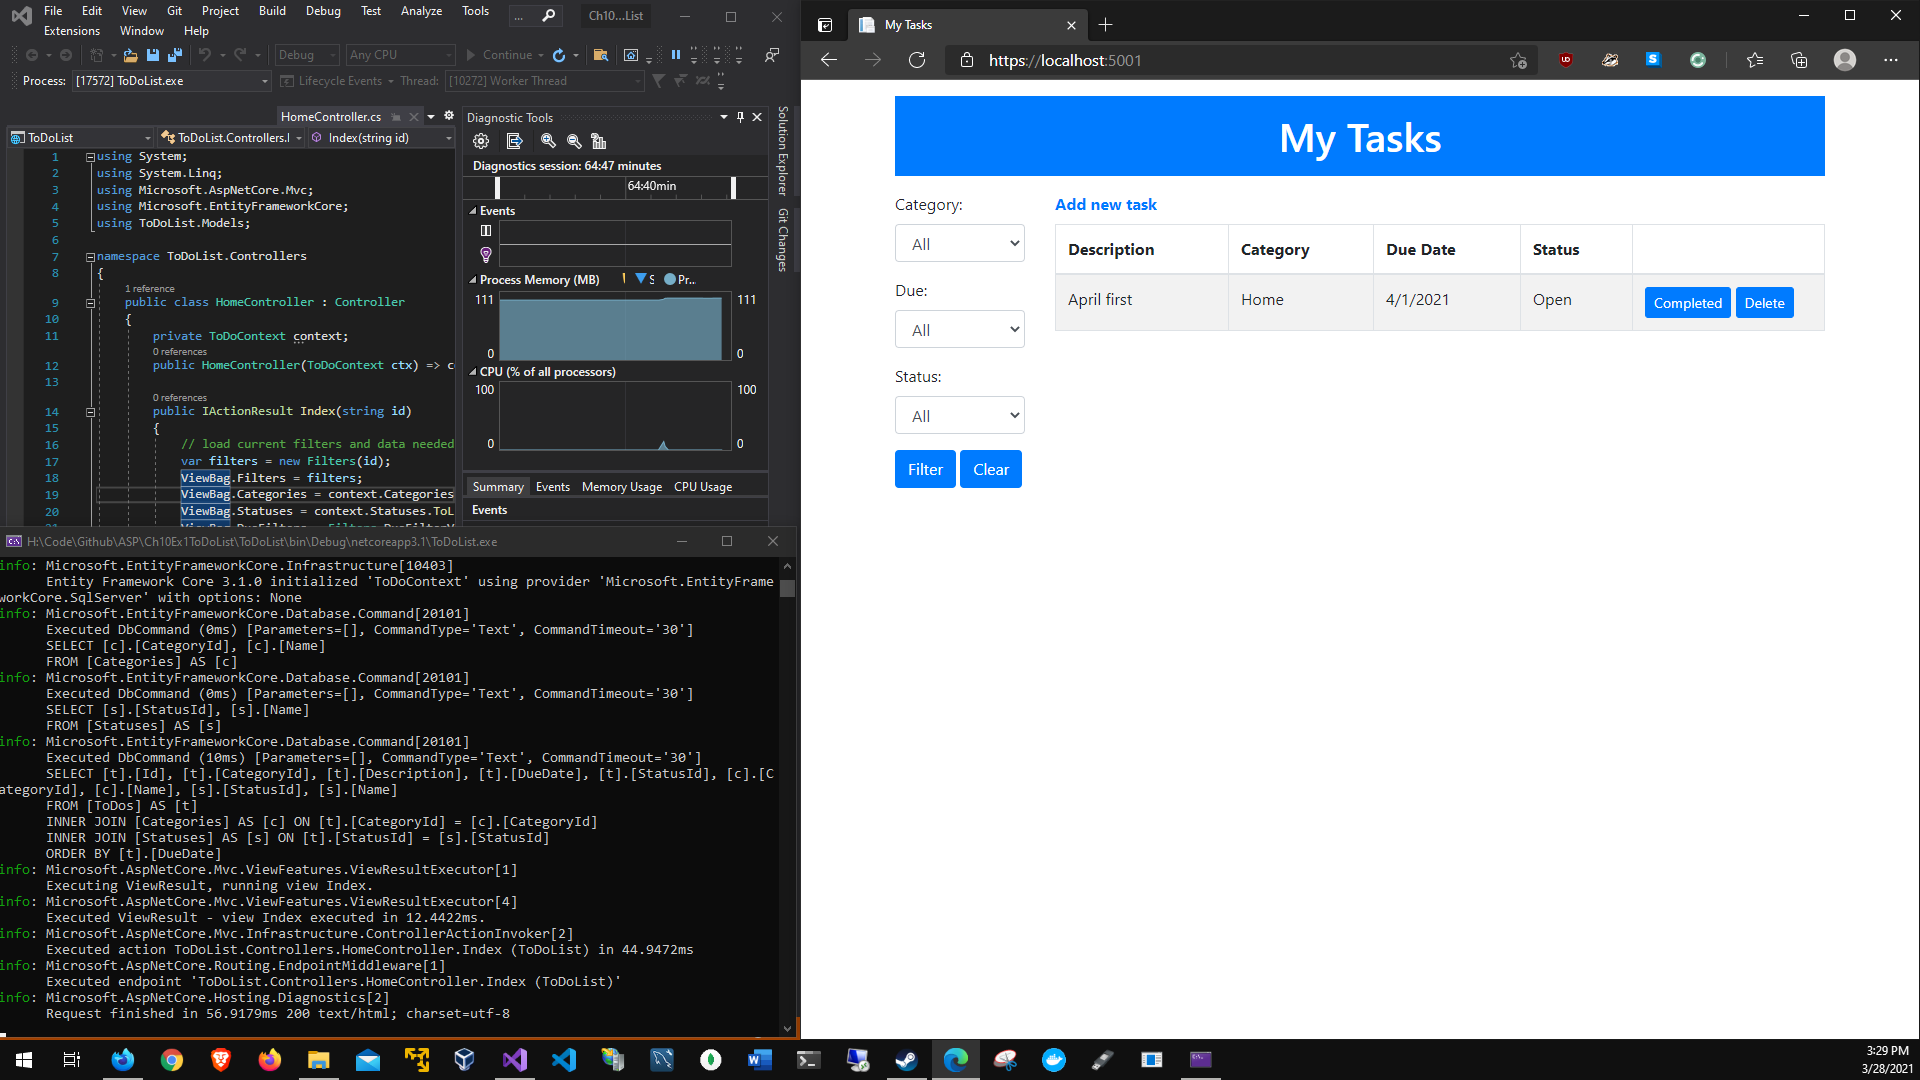 File Edit View Git Project Build Debug Test Analyze Tools
... Ch10...List
Extensions Window Help
Debug Any CPU Continue
Process: [17572] ToDoList.exe Lifecycle Events Thread: [10272] Worker Thread
HomeController.cs
ToDoList ToDoList.Controllers.I Index(string id)
1 using System;
2 using System.Linq;
3 using Microsoft.AspNetCore.Mvc;
4 using Microsoft.EntityFrameworkCore;
5 using ToDoList.Models;
6
7 namespace ToDoList.Controllers
8 {
1 reference
9 public class HomeController : Controller
10 {
11 private ToDoContext context;
0 references
12 public HomeController(ToDoContext ctx) => c
13
0 references
14 public IActionResult Index(string id)
15 {
16 // load current filters and data needed
17 var filters = new Filters(id);
18 ViewBag.Filters = filters;
19 ViewBag.Categories = context.Categories
20 ViewBag.Statuses = context.Statuses.ToL
Diagnostic Tools
Diagnostics session: 64:47 minutes
64:40min
Events
Process Memory (MB) S Pr...
111 111
0 0
CPU (% of all processors)
100 100
0 0
Summary Events Memory Usage CPU Usage
Events
Solution Explorer
Git Changes
H:\Code\Github\ASP\Ch10Ex1ToDoList\ToDoList\bin\Debug\netcoreapp3.1\ToDoList.exe
info: Microsoft.EntityFrameworkCore.Infrastructure[10403]
Entity Framework Core 3.1.0 initialized 'ToDoContext' using provider 'Microsoft.EntityFrame
workCore.SqlServer' with options: None
info: Microsoft.EntityFrameworkCore.Database.Command[20101]
Executed DbCommand (0ms) [Parameters=[], CommandType='Text', CommandTimeout='30']
SELECT [c].[CategoryId], [c].[Name]
FROM [Categories] AS [c]
info: Microsoft.EntityFrameworkCore.Database.Command[20101]
Executed DbCommand (0ms) [Parameters=[], CommandType='Text', CommandTimeout='30']
SELECT [s].[StatusId], [s].[Name]
FROM [Statuses] AS [s]
info: Microsoft.EntityFrameworkCore.Database.Command[20101]
Executed DbCommand (10ms) [Parameters=[], CommandType='Text', CommandTimeout='30']
SELECT [t].[Id], [t].[CategoryId], [t].[Description], [t].[DueDate], [t].[StatusId], [c].[C
ategoryId], [c].[Name], [s].[StatusId], [s].[Name]
FROM [ToDos] AS [t]
INNER JOIN [Categories] AS [c] ON [t].[CategoryId] = [c].[CategoryId]
INNER JOIN [Statuses] AS [s] ON [t].[StatusId] = [s].[StatusId]
ORDER BY [t].[DueDate]
info: Microsoft.AspNetCore.Mvc.ViewFeatures.ViewResultExecutor[1]
Executing ViewResult, running view Index.
info: Microsoft.AspNetCore.Mvc.ViewFeatures.ViewResultExecutor[4]
Executed ViewResult - view Index executed in 12.4422ms.
info: Microsoft.AspNetCore.Mvc.Infrastructure.ControllerActionInvoker[2]
Executed action ToDoList.Controllers.HomeController.Index (ToDoList) in 44.9472ms
info: Microsoft.AspNetCore.Routing.EndpointMiddleware[1]
Executed endpoint 'ToDoList.Controllers.HomeController.Index (ToDoList)'
info: Microsoft.AspNetCore.Hosting.Diagnostics[2]
Request finished in 56.9179ms 200 text/html; charset=utf-8
My Tasks
https://localhost:5001
My Tasks
Category:
All
Due:
All
Status:
All
Filter Clear
Add new task
Description Category Due Date Status
April first Home 4/1/2021 Open Completed Delete
3:29 PM
3/28/2021